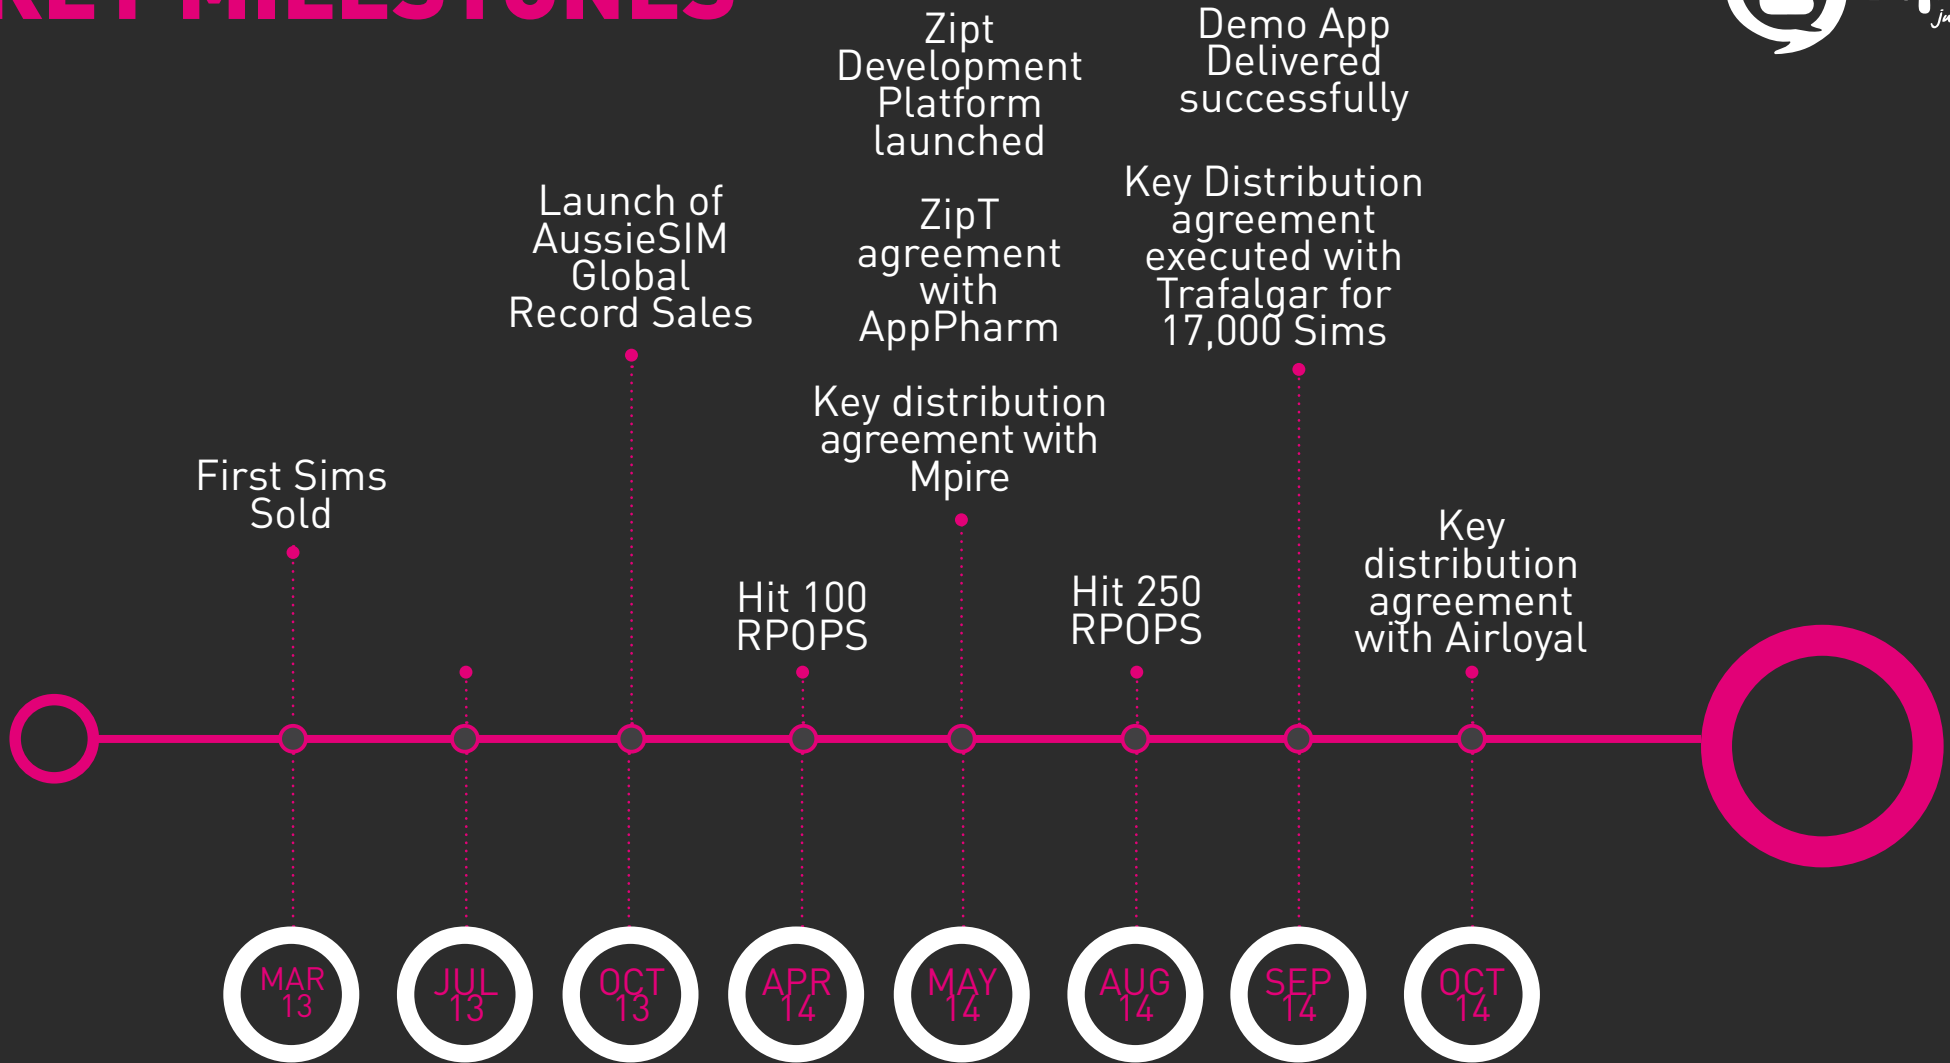 KEY MILESTONES
Zipt
Development
Platform
launched
Demo App
Delivered
successfully
Launch of
AussieSIM
Global
Record Sales
ZipT
agreement
with
AppPharm
Key Distribution
agreement
executed with
Trafalgar for
17,000 Sims
Key distribution
agreement with
Mpire
First Sims
Sold
Hit 100
RPOPS
Hit 250
RPOPS
Key
distribution
agreement
with Airloyal
MAR
13
JUL
13
OCT
13
APR
14
MAY
14
AUG
14
SEP
14
OCT
14